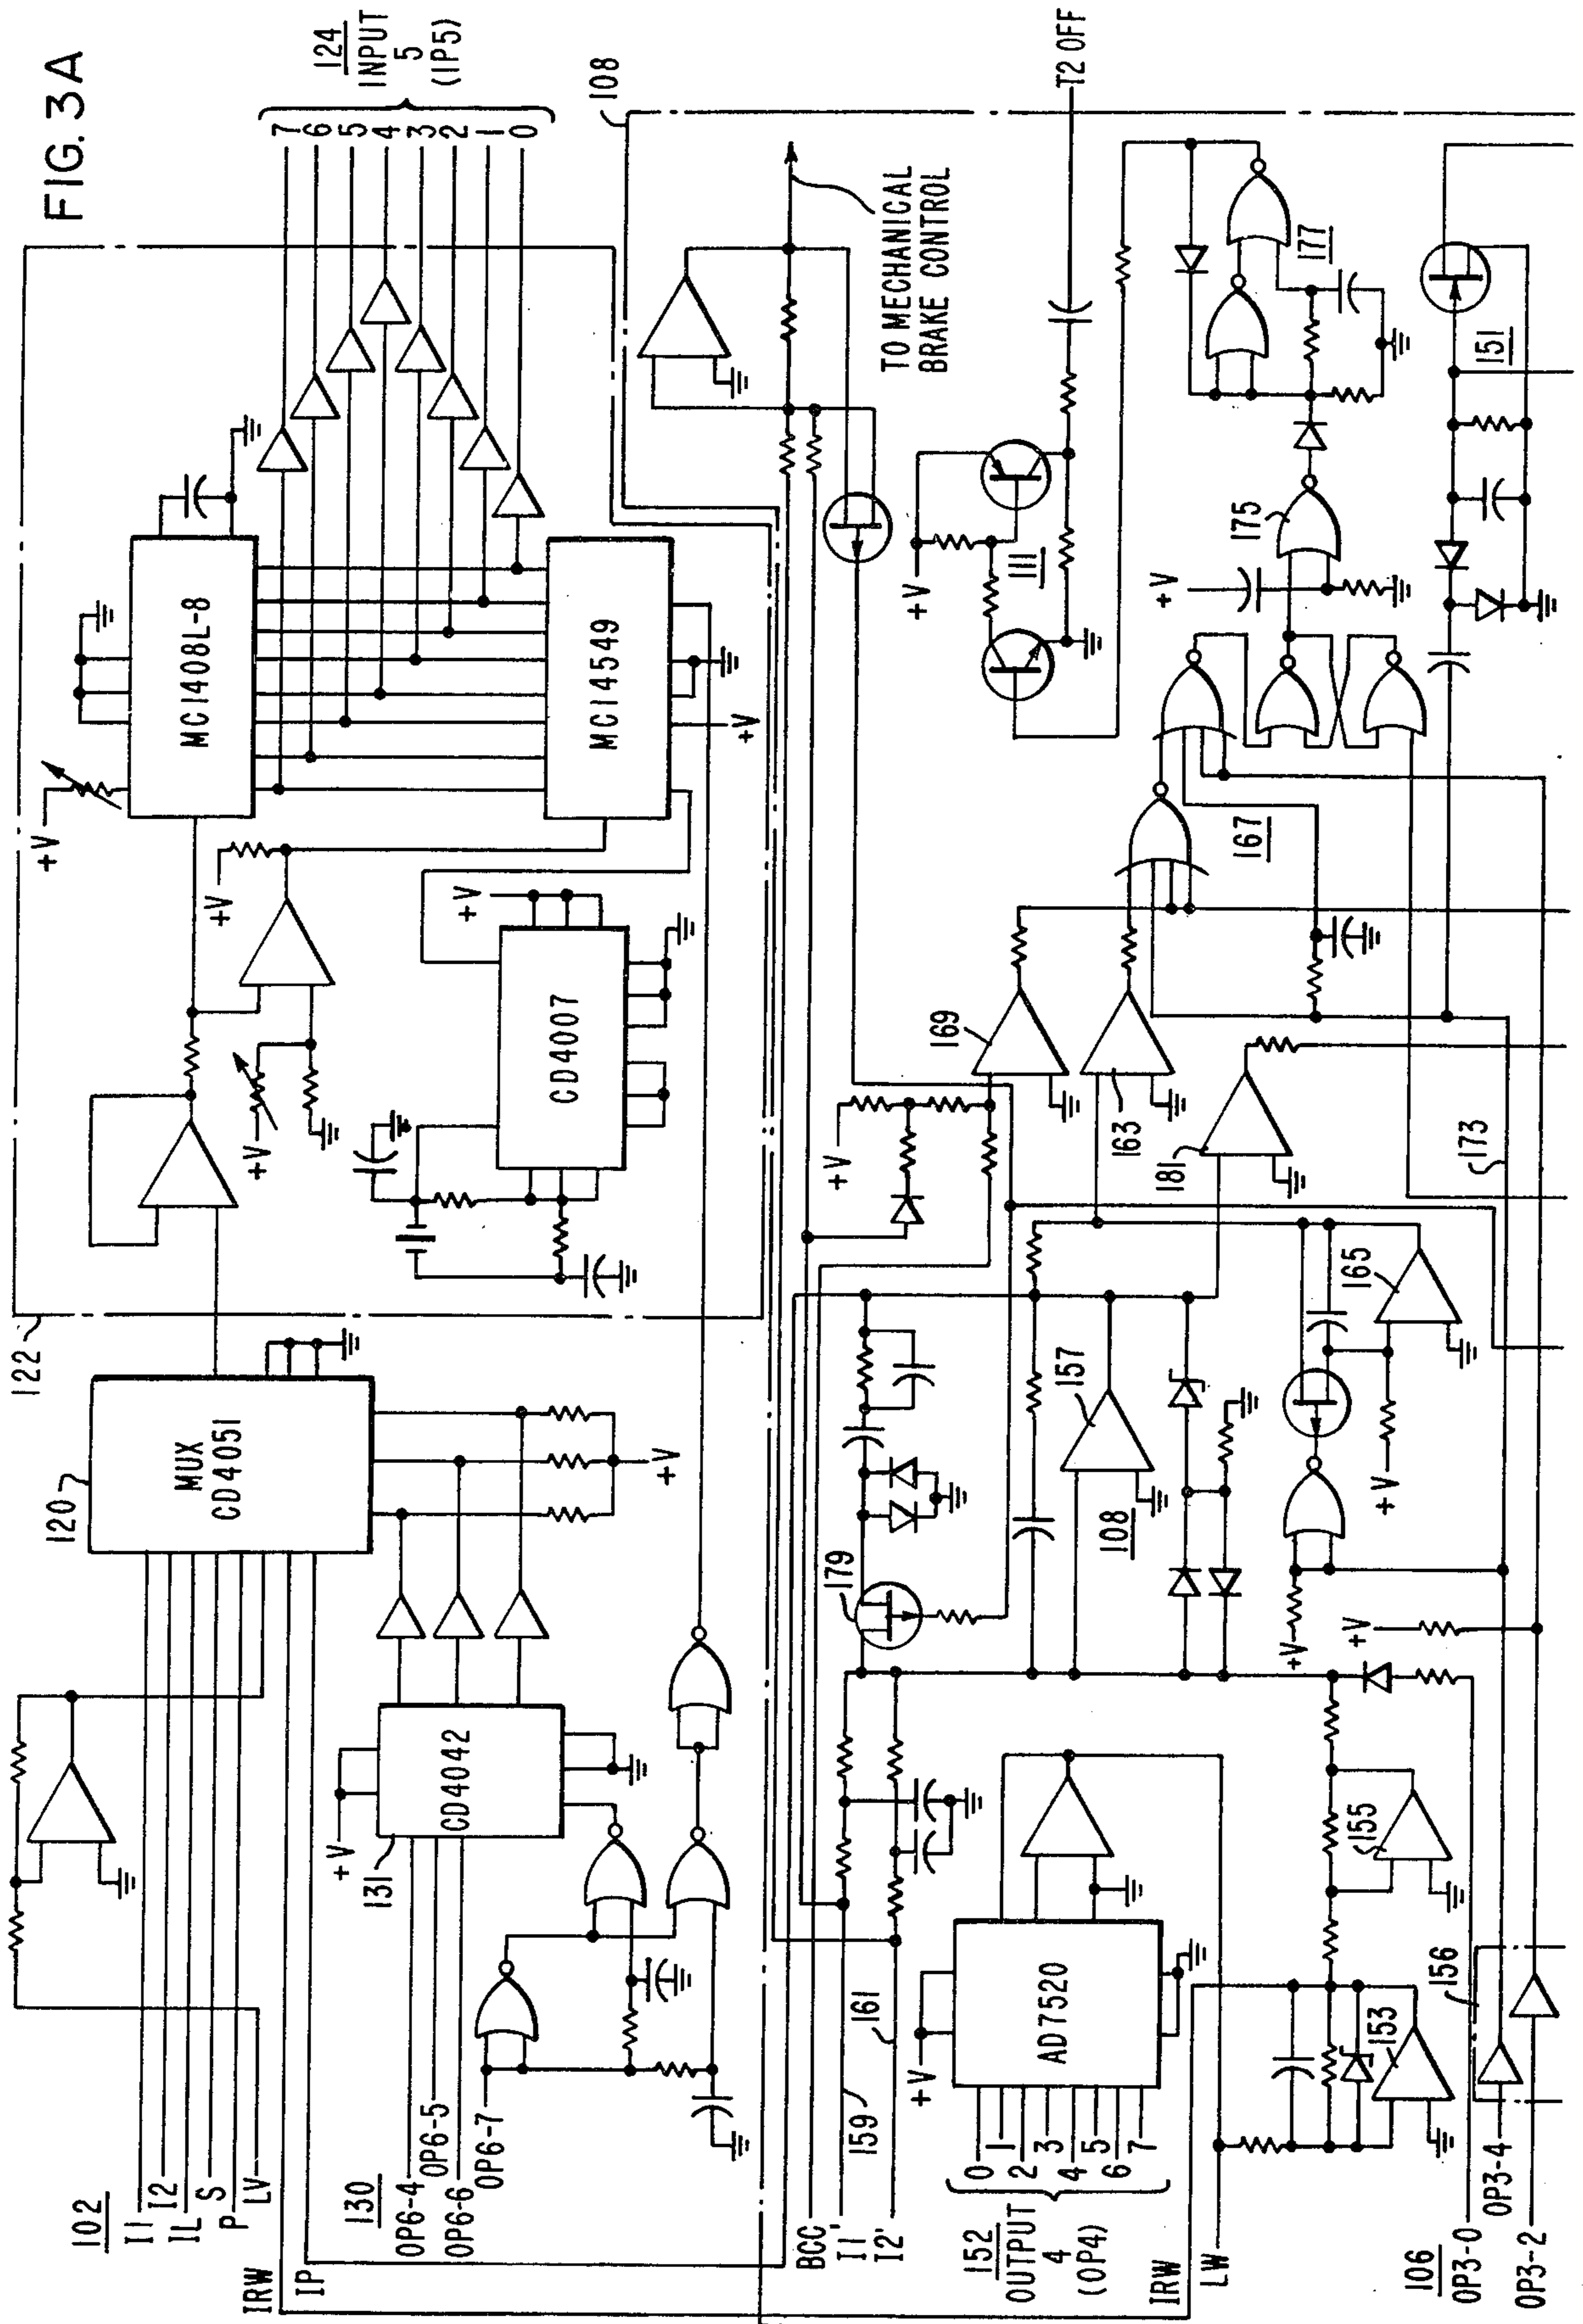 FIG. 3A
122
120
MUX
CD4051
+V
MC1408L-8
7
6
5
4
3
2
1
0
124
INPUT
5
(IP5)
102
I1
I2
IL
S
P
LV
IRW
IP
+V
+V
+V
MC14549
+V
CD4007
+V
+V
131
CD4042
+V
130
OP6-4
OP6-5
OP6-6
OP6-7
108
TO MECHANICAL
BRAKE CONTROL
T2 OFF
+V
111
BCC
I1'
I2'
159
161
179
+V
169
163
167
181
173
175
+V
177
151
157
108
165
+V
+V
+V
152
OUTPUT
4
(OP4)
0
1
2
3
4
5
6
7
+V
AD7520
IRW
LW
153
155
156
106
OP3-0
OP3-4
OP3-2